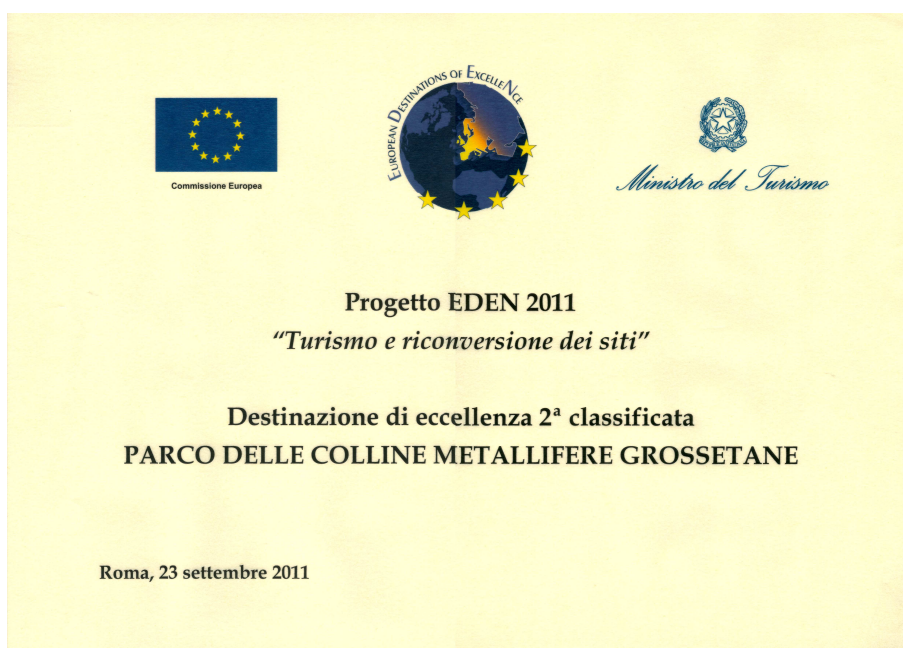 EUROPEAN DESTINATIONS OF EXCELLENCE
Commissione Europea
Ministro del Turismo
Progetto EDEN 2011
“Turismo e riconversione dei siti”
Destinazione di eccellenza 2ª classificata
PARCO DELLE COLLINE METALLIFERE GROSSETANE
Roma, 23 settembre 2011